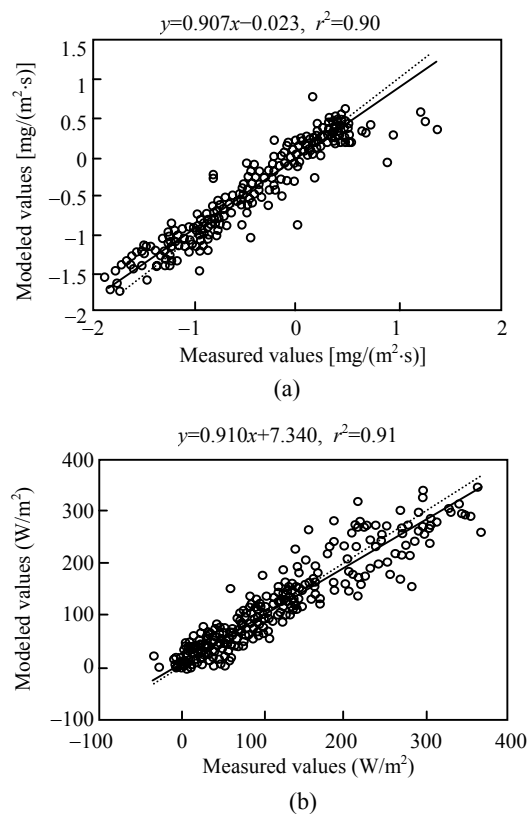 y=0.907x−0.023, r²=0.90
Modeled values [mg/(m²·s)]
1.5
1
0.5
0
−0.5
−1
−1.5
−2
−2 −1 0 1 2
Measured values [mg/(m²·s)]
(a)
y=0.910x+7.340, r²=0.91
Modeled values (W/m²)
400
300
200
100
0
−100
−100 0 100 200 300 400
Measured values (W/m²)
(b)